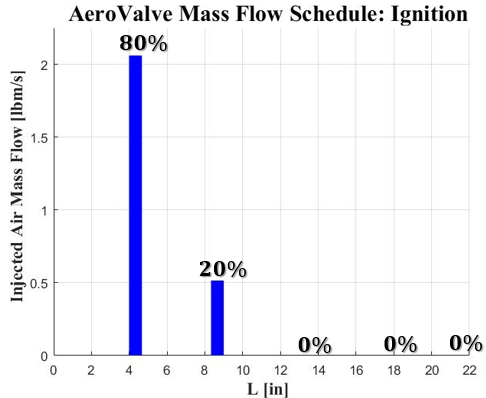 AeroValve Mass Flow Schedule: Ignition
80%
20%
0%
0%
0%
Injected Air Mass Flow [lbm/s]
2
1.5
1
0.5
0
0 2 4 6 8 10 12 14 16 18 20 22
L [in]